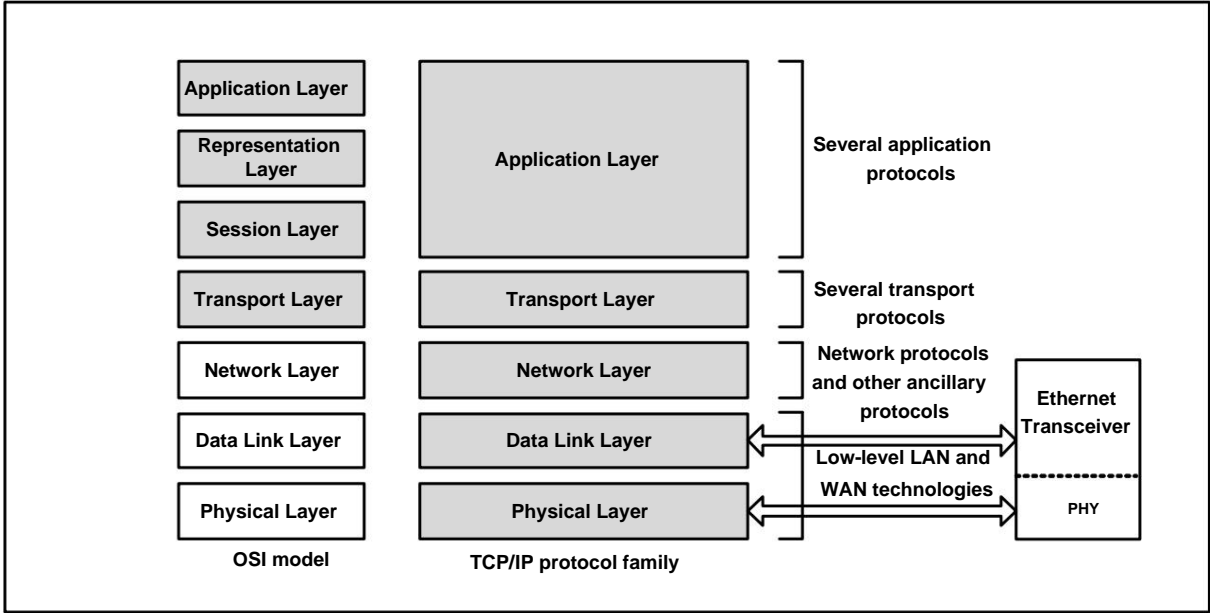 Application Layer
Representation
Layer
Session Layer
Transport Layer
Network Layer
Data Link Layer
Physical Layer
OSI model
Application Layer
Transport Layer
Network Layer
Data Link Layer
Physical Layer
TCP/IP protocol family
Several application
protocols
Several transport
protocols
Network protocols
and other ancillary
protocols
Low-level LAN and
WAN technologies
Ethernet
Transceiver
PHY